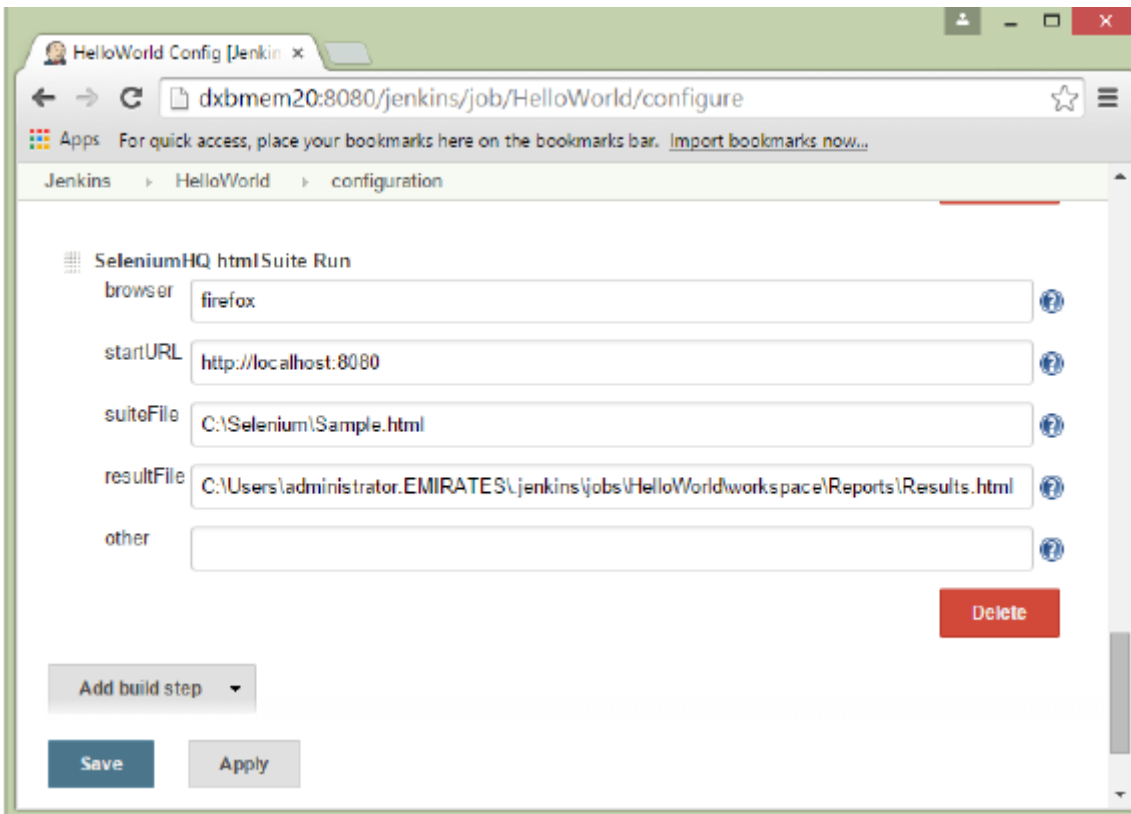 HelloWorld Config [Jenkin
dxbmem20:8080/jenkins/job/HelloWorld/configure
Apps For quick access, place your bookmarks here on the bookmarks bar. Import bookmarks now...
Jenkins HelloWorld configuration
SeleniumHQ htmlSuite Run
browser firefox
startURL http://localhost:8080
suiteFile C:\Selenium\Sample.html
resultFile C:\Users\administrator.EMIRATES\.jenkins\jobs\HelloWorld\workspace\Reports\Results.html
other
Delete
Add build step
Save Apply